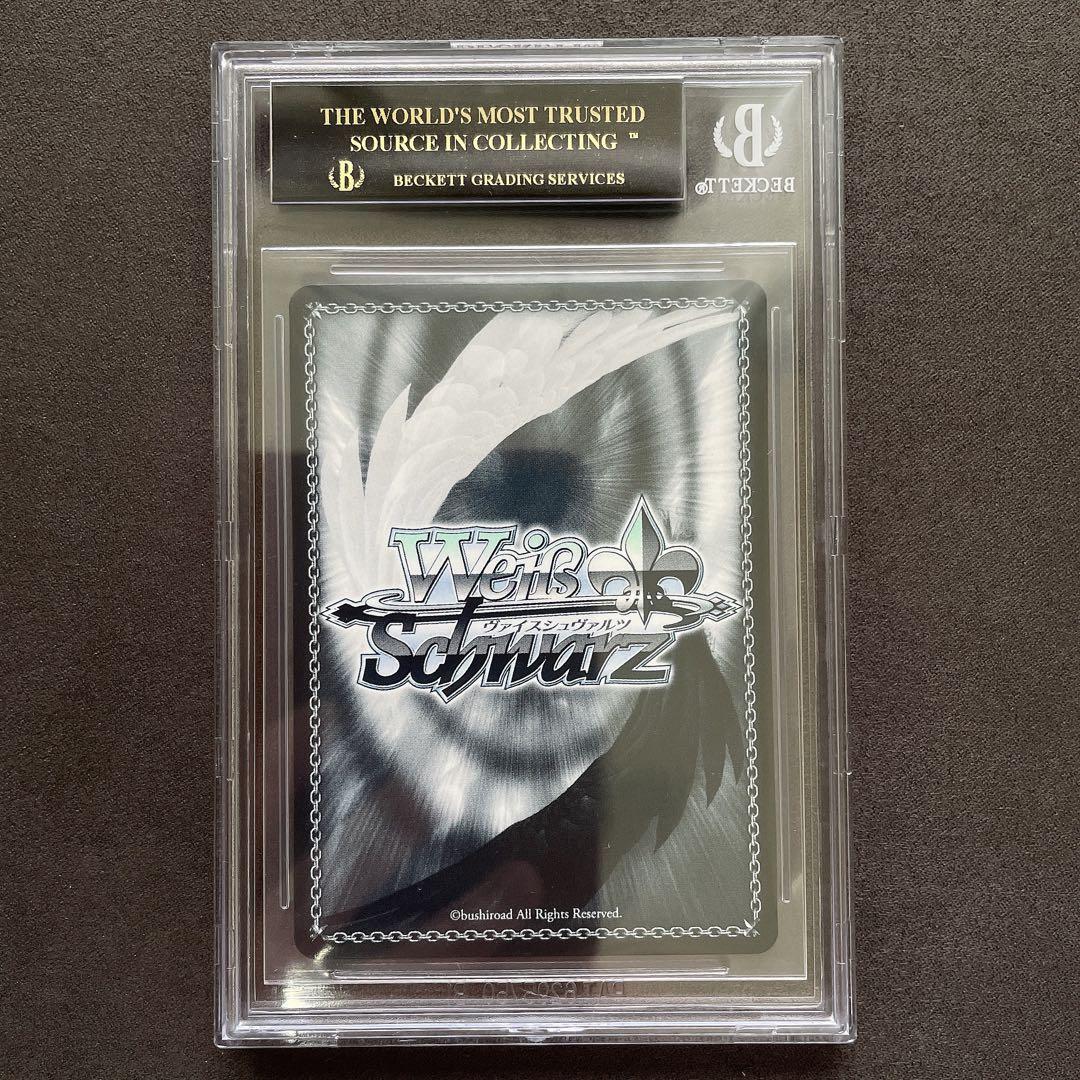 THE WORLD'S MOST TRUSTED
SOURCE IN COLLECTING ™
B
BECKETT GRADING SERVICES
B
BECKETT®
Weiß
ヴァイスシュヴァルツ
Schwarz
©bushiroad All Rights Reserved.